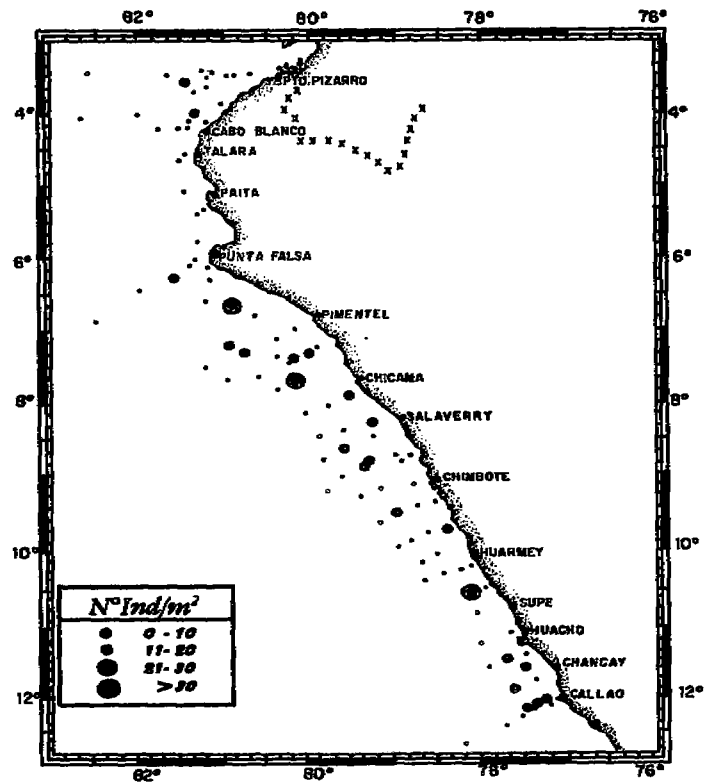 82° 80° 78° 76°
PTO. PIZARRO
4° 4°
CABO BLANCO
TALARA
PAITA
6° PUNTA FALSA 6°
PIMENTEL
CHICAMA
8° 8°
SALAVERRY
CHIMBOTE
10° HUARMEY 10°
N° Ind/m²
SUPE
0 - 10
HUACHO
11 - 20
21 - 30
CHANCAY
> 30
12° CALLAO 12°
82° 80° 78° 76°